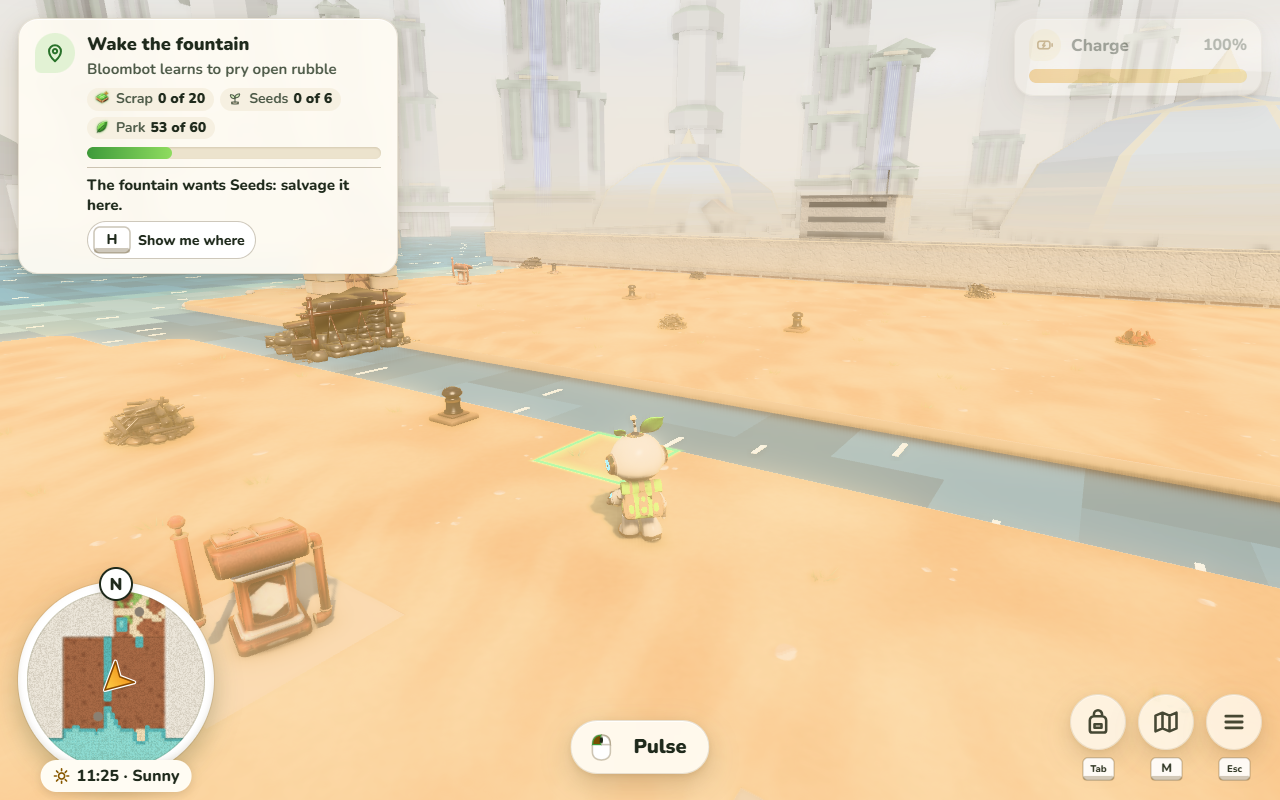 Wake the fountain
Bloombot learns to pry open rubble
Scrap 0 of 20 Seeds 0 of 6
Park 53 of 60
The fountain wants Seeds: salvage it
here.
H Show me where
Charge 100%
N
11:25 · Sunny
Pulse
Tab M Esc